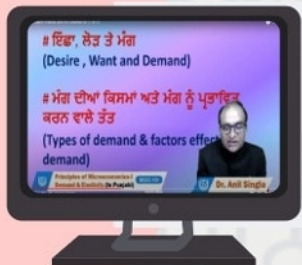 # ਇੱਛਾ, ਲੋੜ ਤੇ ਮੰਗ
(Desire , Want and Demand)
# ਮੰਗ ਦੀਆਂ ਕਿਸਮਾਂ ਅਤੇ ਮੰਗ ਨੂੰ ਪ੍ਰਭਾਵਿਤ
ਕਰਨ ਵਾਲੇ ਤੱਤ
(Types of demand & factors effec
demand)
Principles of Microeconomics-I
Demand & Elasticity (In Punjabi)
Dr. Anil Singla